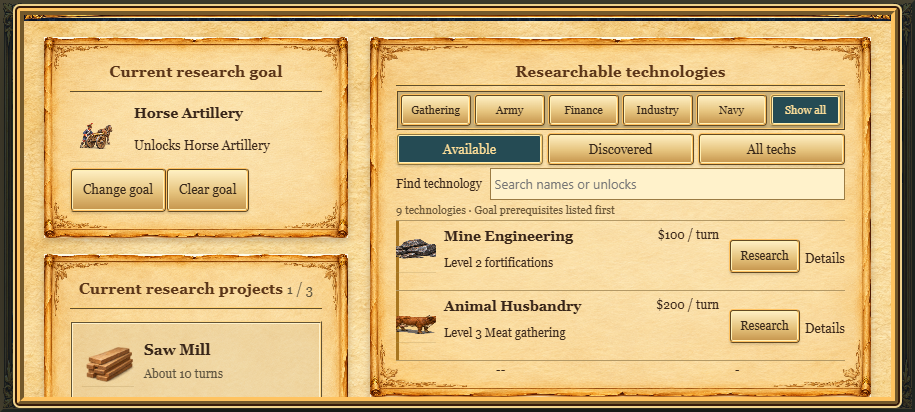 Current research goal
Horse Artillery
Unlocks Horse Artillery
Change goal
Clear goal
Current research projects 1 / 3
Saw Mill
About 10 turns
Researchable technologies
Gathering
Army
Finance
Industry
Navy
Show all
Available
Discovered
All techs
Find technology
Search names or unlocks
9 technologies · Goal prerequisites listed first
Mine Engineering
$100 / turn
Level 2 fortifications
Research
Details
Animal Husbandry
$200 / turn
Level 3 Meat gathering
Research
Details